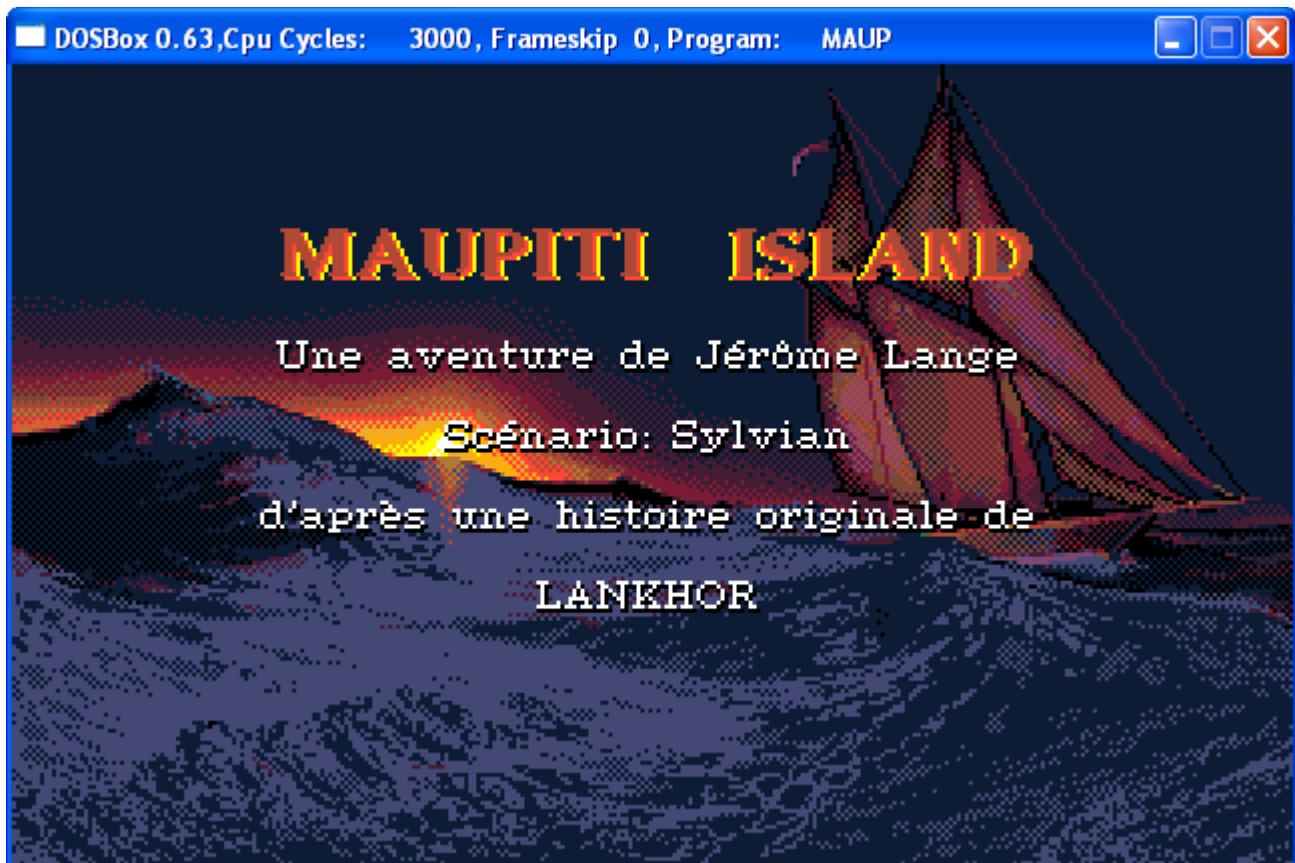 DOSBox 0.63,Cpu Cycles: 3000, Frameskip 0, Program: MAUP
MAUPITI ISLAND
Une aventure de Jérôme Lange
Scénario: Sylvian
d'après une histoire originale de
LANKHOR